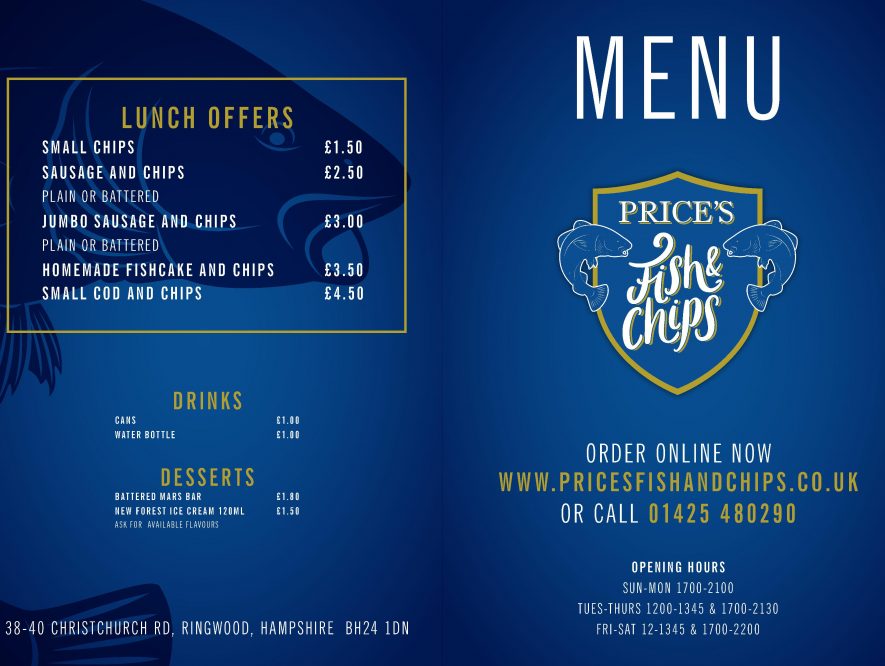 LUNCH OFFERS
SMALL CHIPS £1.50
SAUSAGE AND CHIPS £2.50
PLAIN OR BATTERED
JUMBO SAUSAGE AND CHIPS £3.00
PLAIN OR BATTERED
HOMEMADE FISHCAKE AND CHIPS £3.50
SMALL COD AND CHIPS £4.50
DRINKS
CANS £1.00
WATER BOTTLE £1.00
DESSERTS
BATTERED MARS BAR £1.80
NEW FOREST ICE CREAM 120ML £1.50
ASK FOR AVAILABLE FLAVOURS
38-40 CHRISTCHURCH RD, RINGWOOD, HAMPSHIRE BH24 1DN
MENU
PRICE'S
Fish &
Chips
ORDER ONLINE NOW
WWW.PRICESFISHANDCHIPS.CO.UK
OR CALL 01425 480290
OPENING HOURS
SUN-MON 1700-2100
TUES-THURS 1200-1345 & 1700-2130
FRI-SAT 12-1345 & 1700-2200